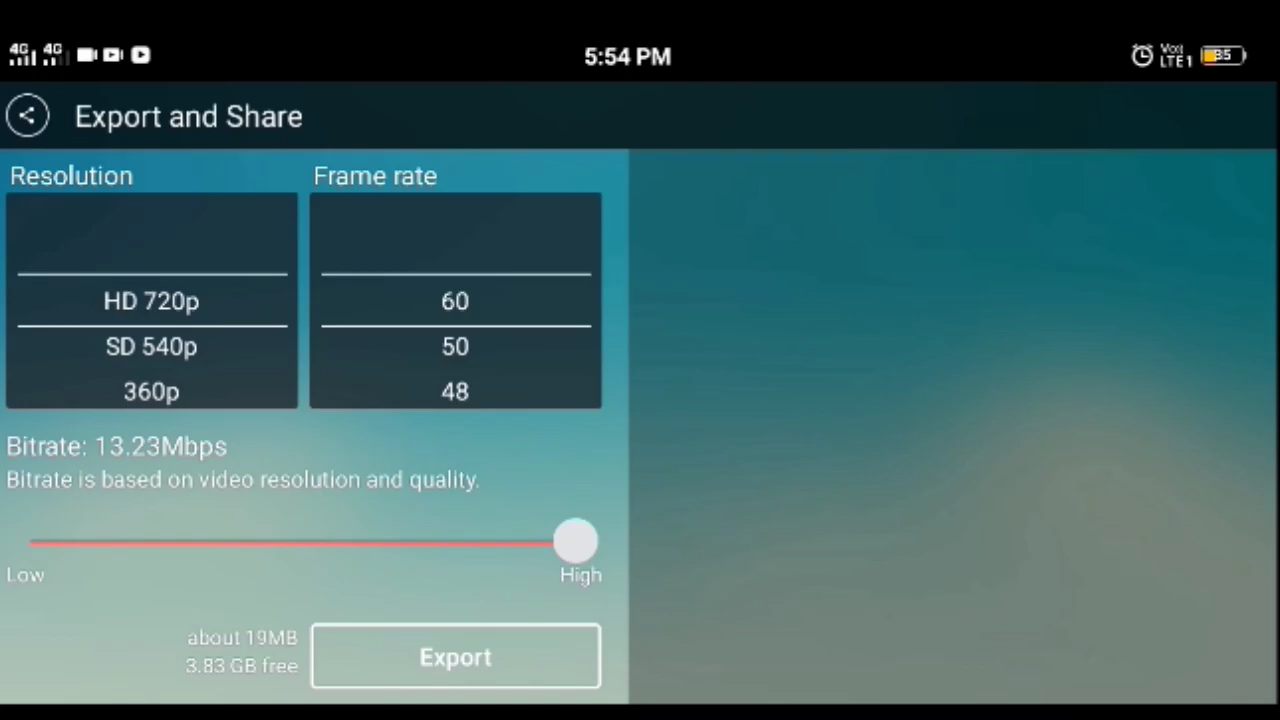 4G 4G 5:54 PM VoⅠ LTE1 35
Export and Share
Resolution Frame rate
HD 720p 60
SD 540p 50
360p 48
Bitrate: 13.23Mbps
Bitrate is based on video resolution and quality.
Low High
about 19MB
3.83 GB free
Export